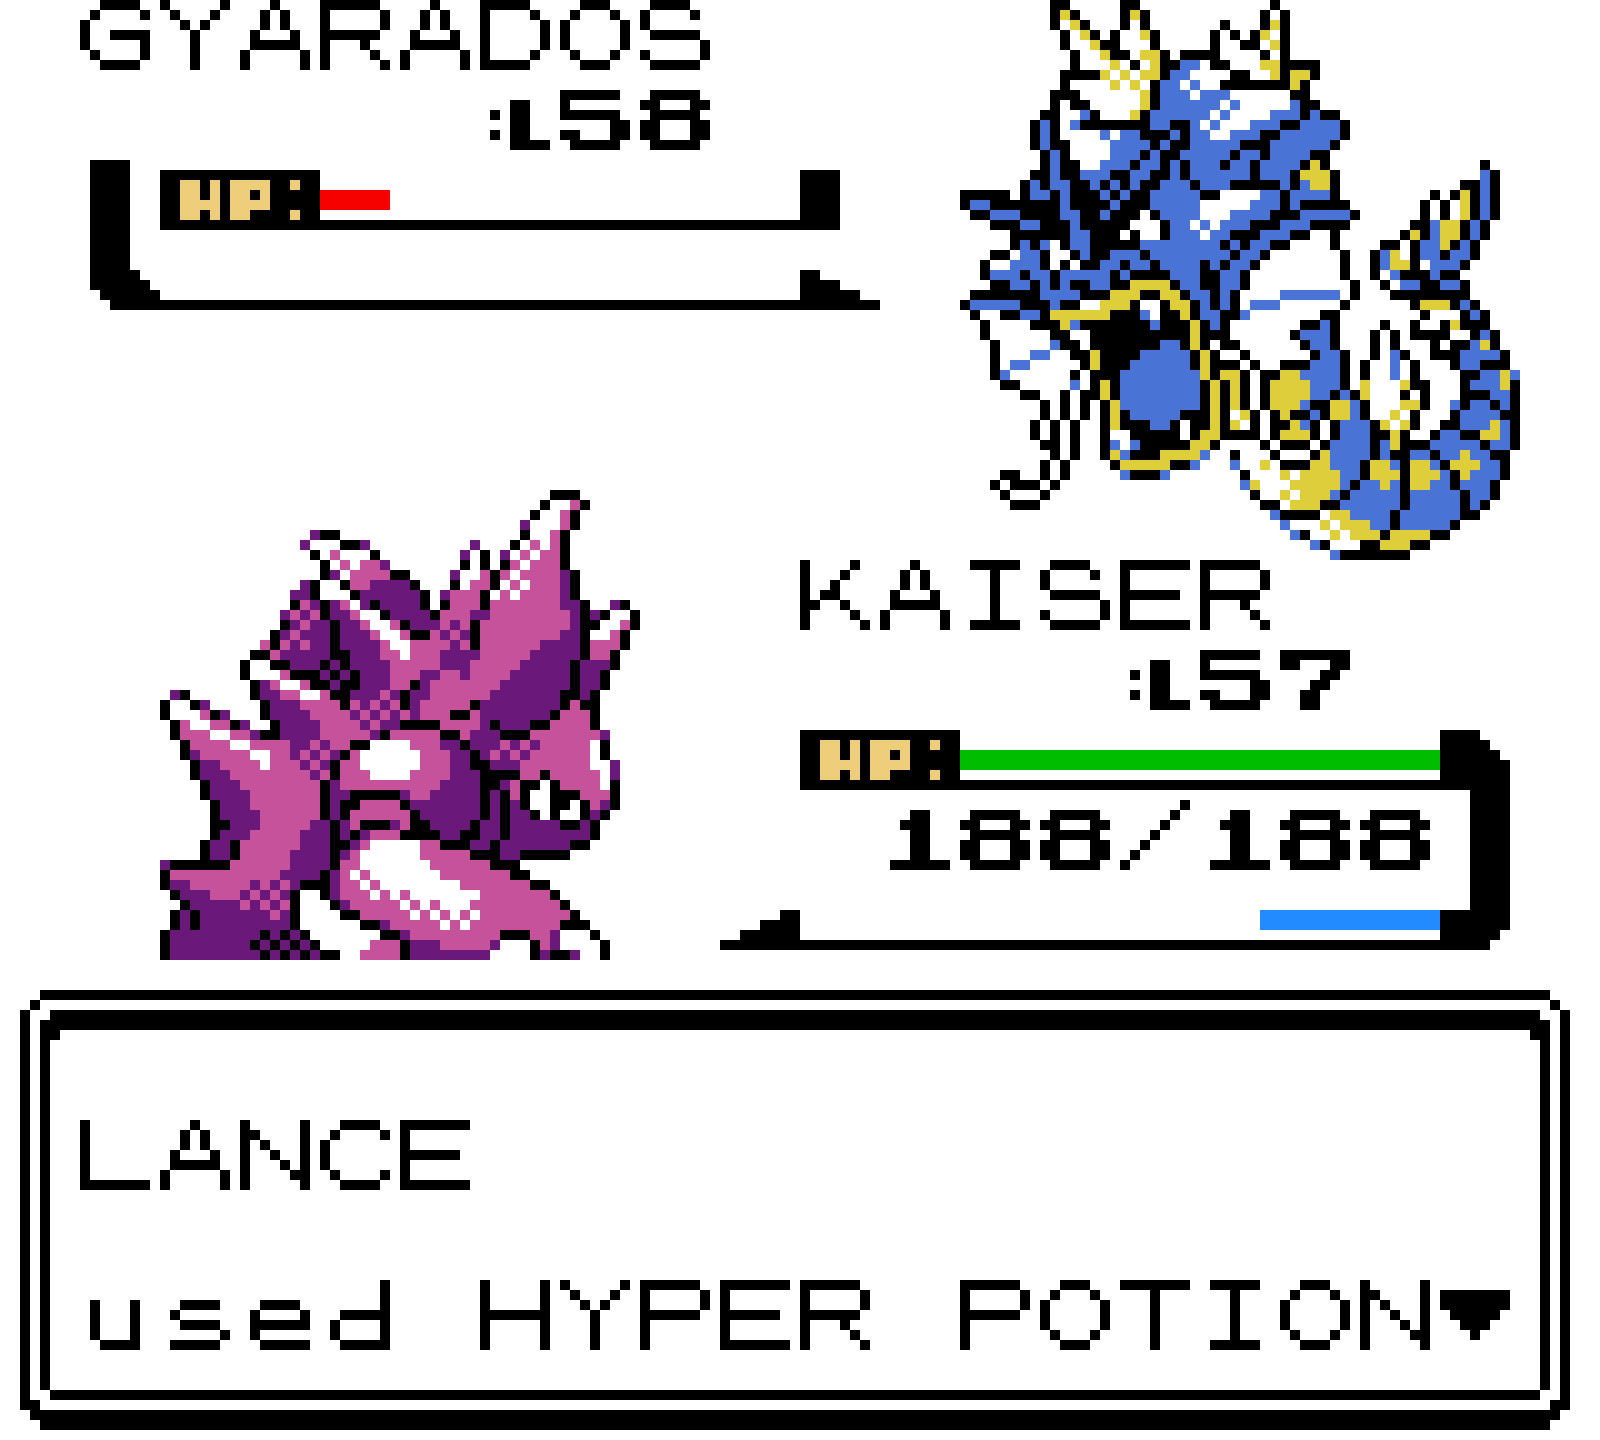 GYARADOS
:L58
HP:
KAISER
:L57
HP:
188/188
LANCE
used HYPER POTION▼